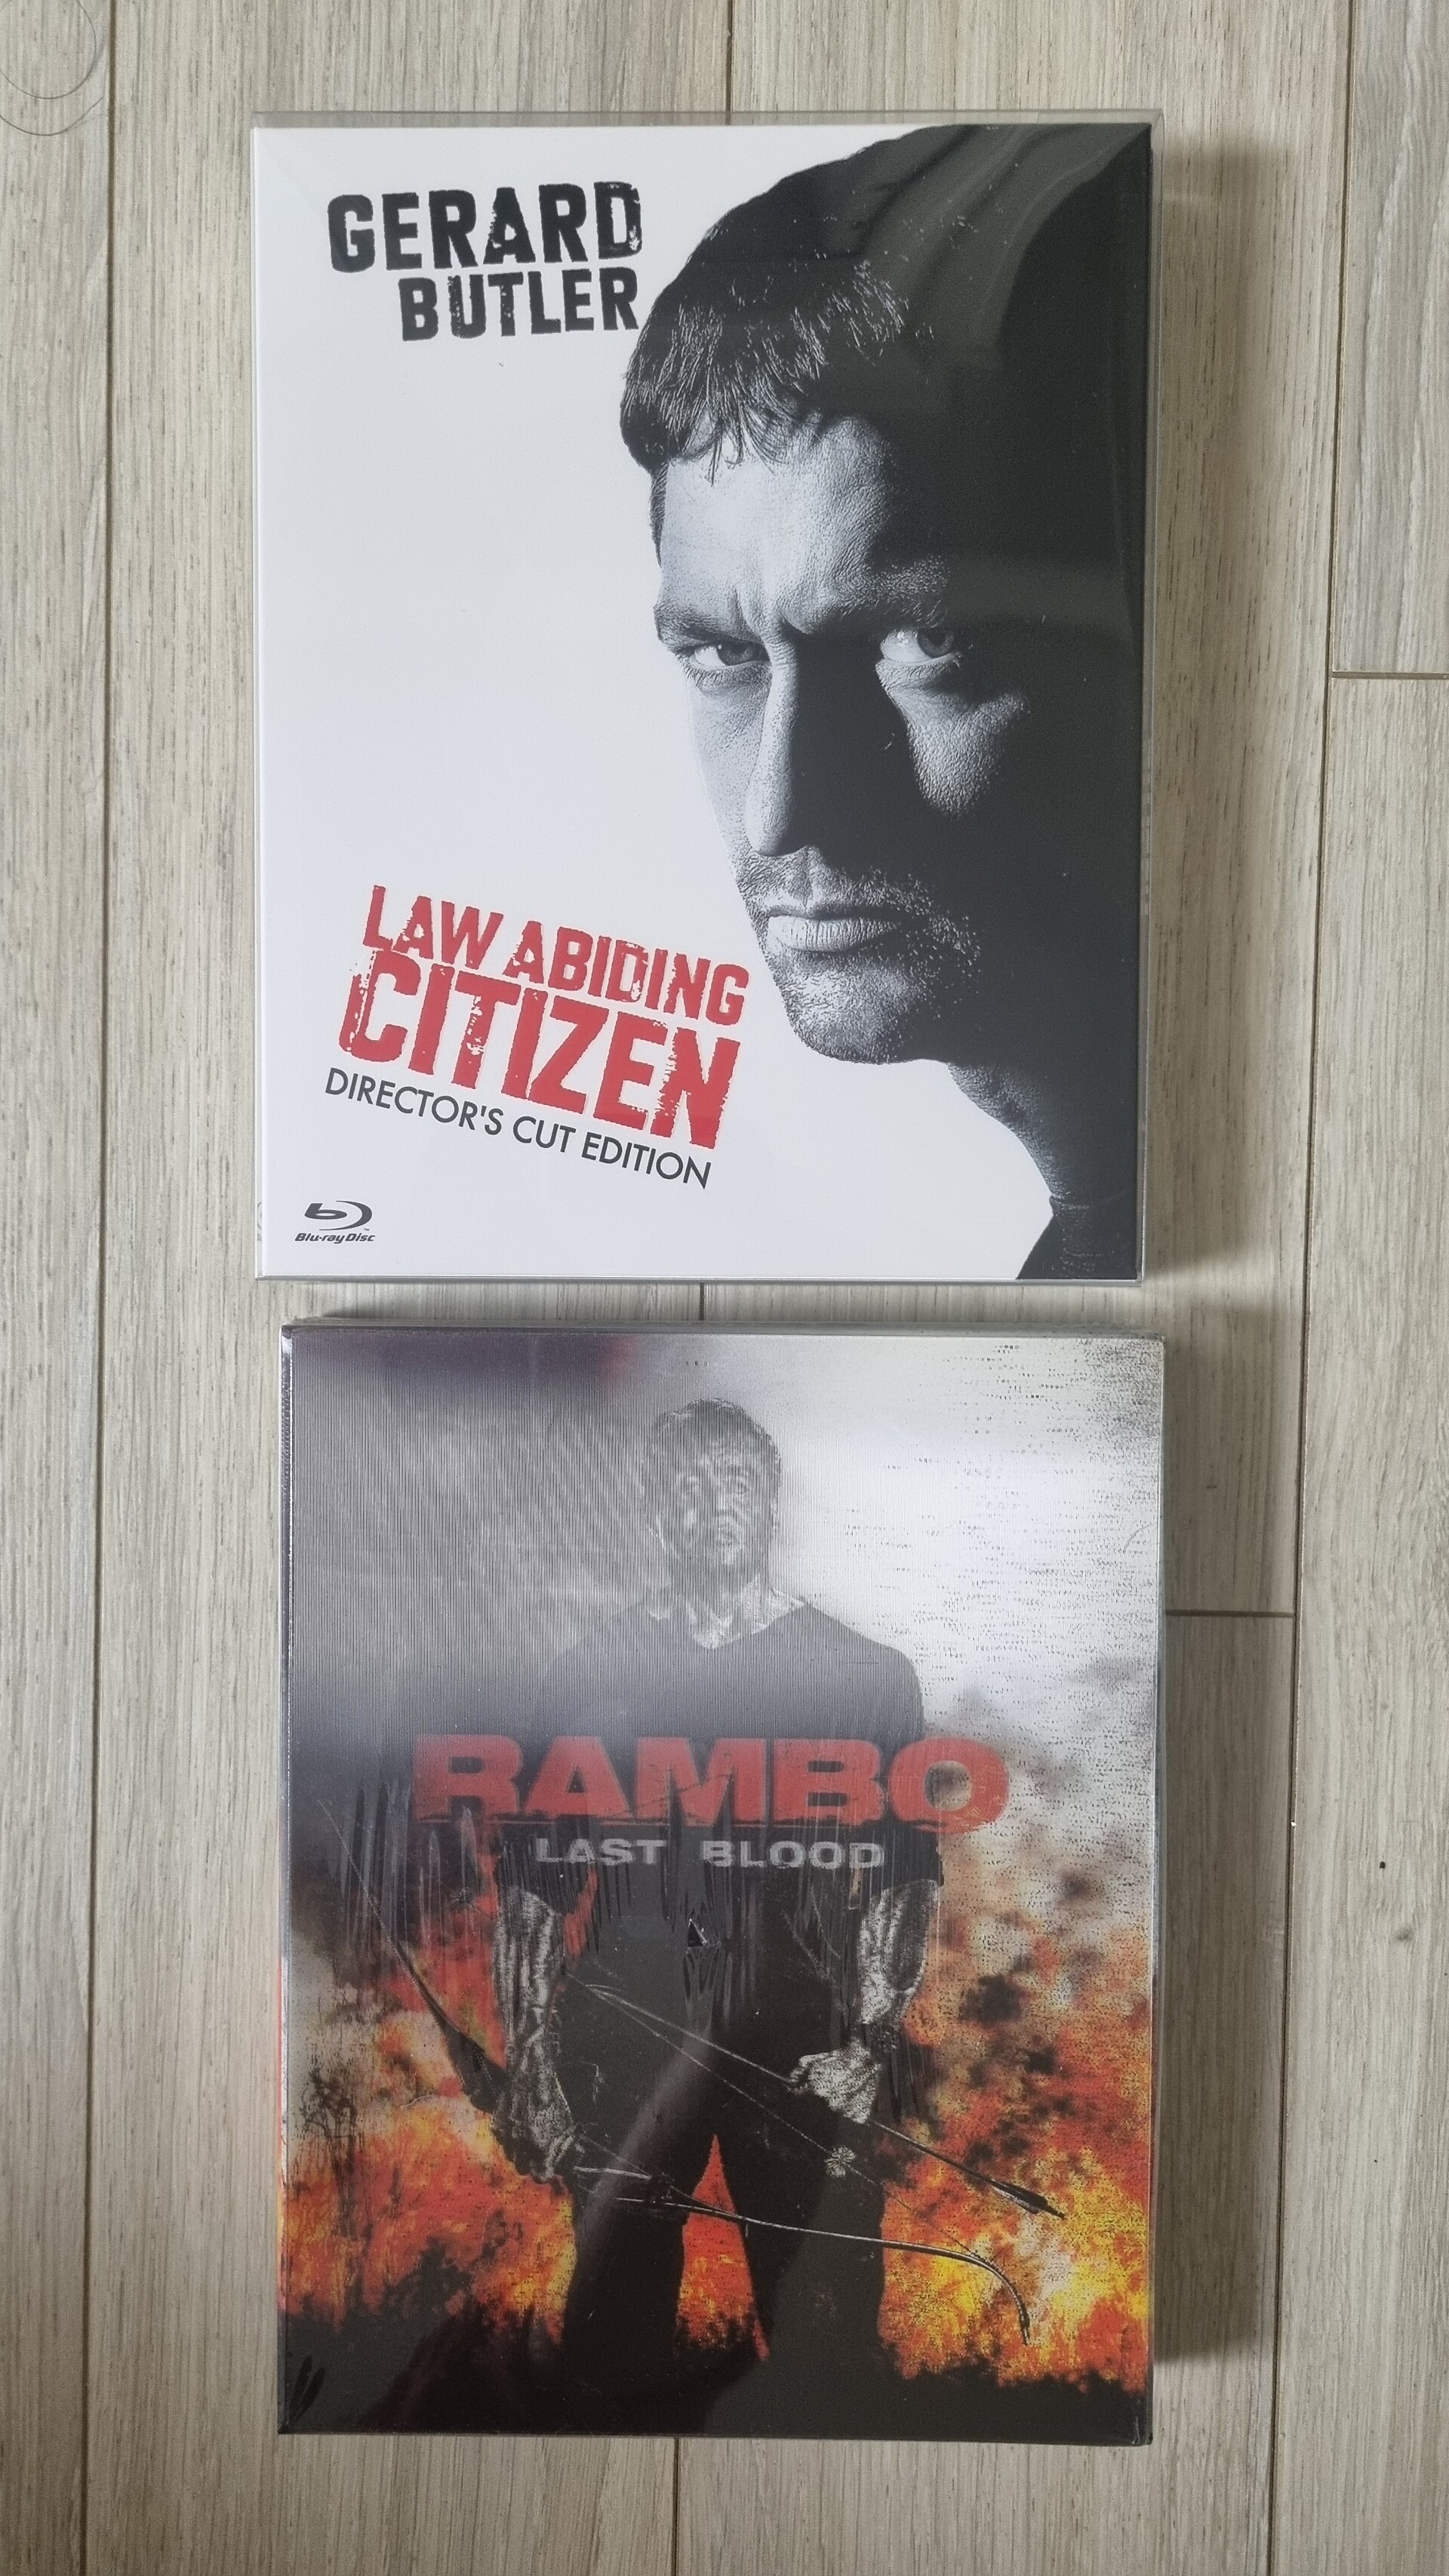 GERARD
BUTLER
LAW ABIDING
CITIZEN
DIRECTOR'S CUT EDITION
Blu-ray Disc
RAMBO
LAST BLOOD